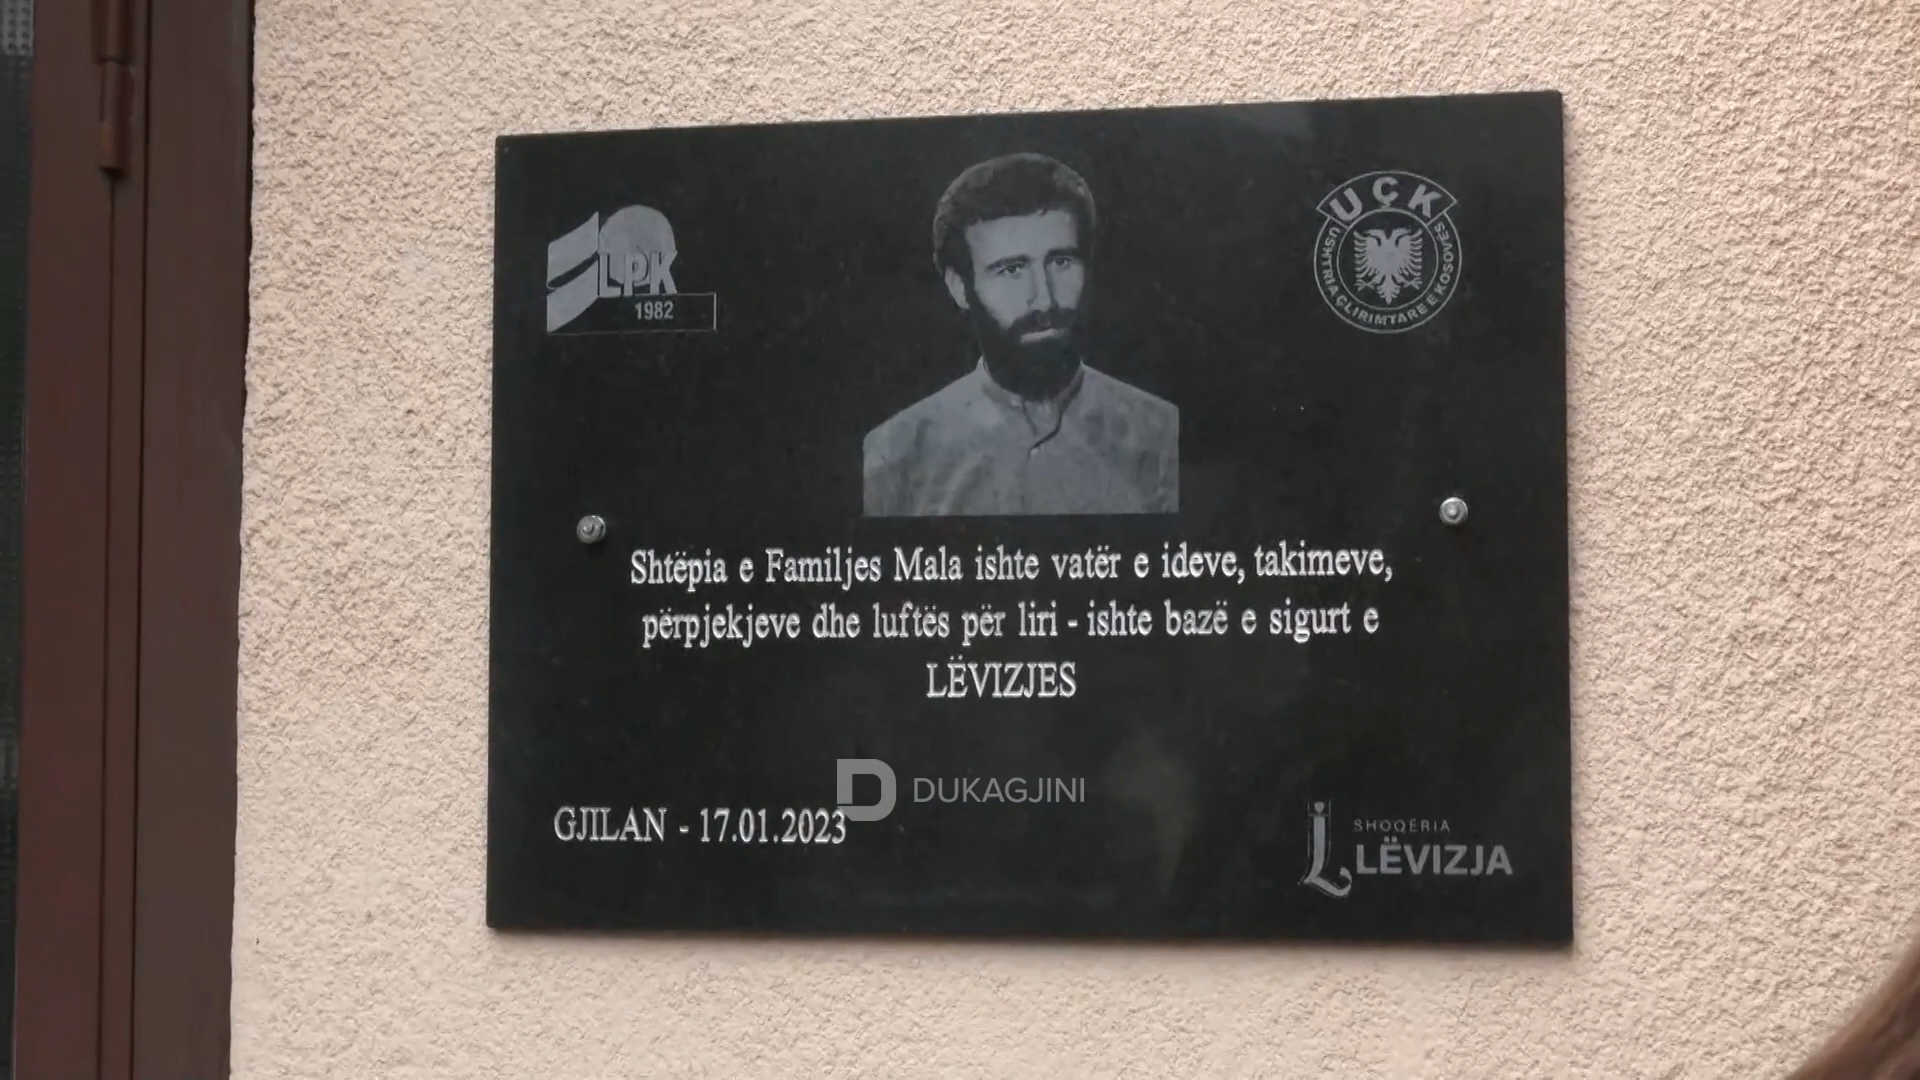 LPK
1982
UÇK
USHTRIA ÇLIRIMTARE E KOSOVËS
Shtëpia e Familjes Mala ishte vatër e ideve, takimeve,
përpjekjeve dhe luftës për liri - ishte bazë e sigurt e
LËVIZJES
DUKAGJINI
GJILAN - 17.01.2023
SHOQËRIA
LËVIZJA